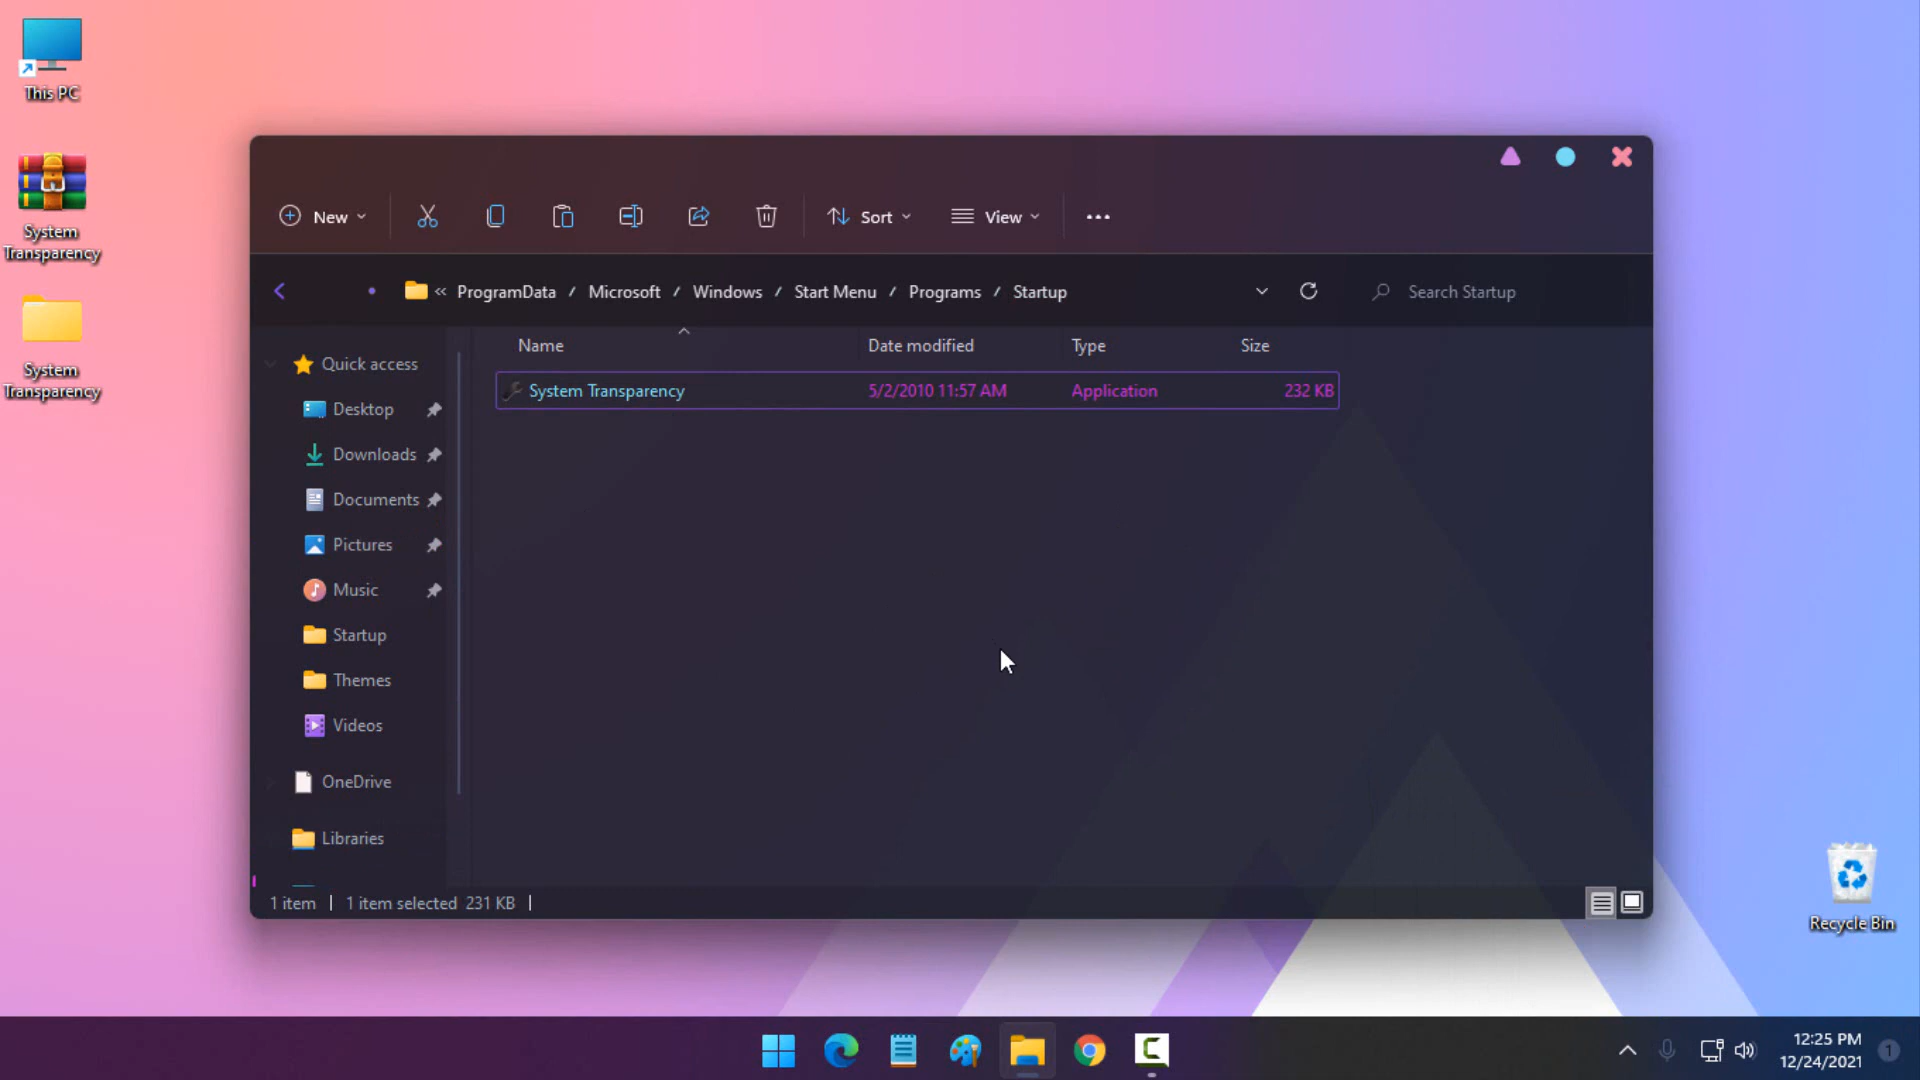 This PC
System
Transparency
System
Transparency
New
Sort
View
« ProgramData / Microsoft / Windows / Start Menu / Programs / Startup
Search Startup
Quick access
Desktop
Downloads
Documents
Pictures
Music
Startup
Themes
Videos
OneDrive
Libraries
Name Date modified Type Size
System Transparency 5/2/2010 11:57 AM Application 232 KB
1 item | 1 item selected 231 KB |
Recycle Bin
12:25 PM
12/24/2021
1